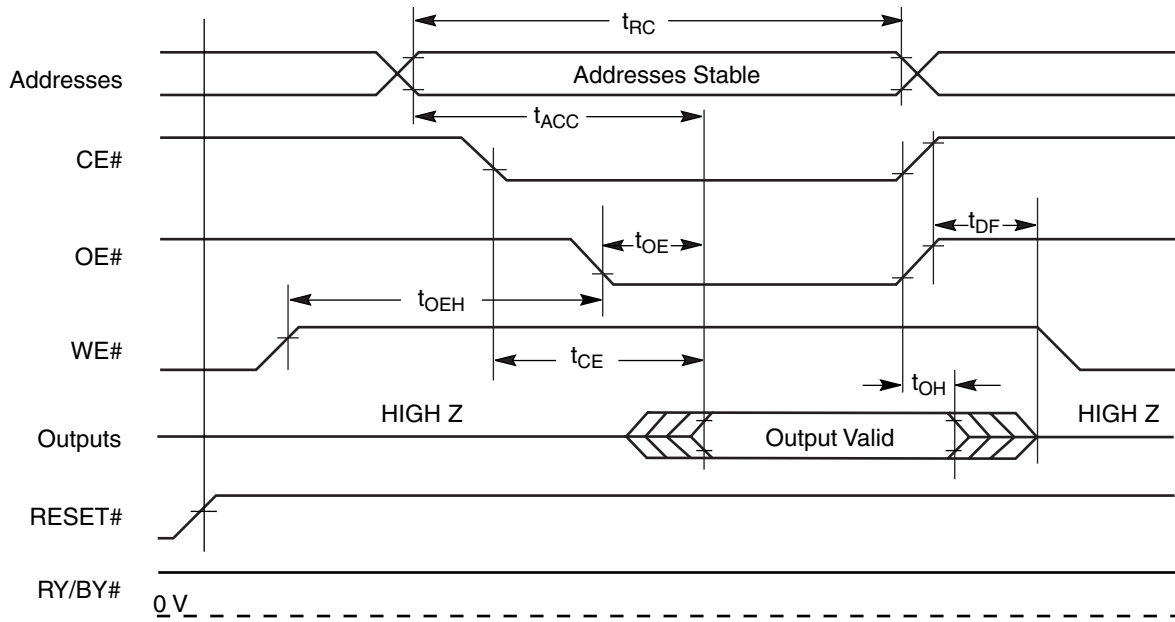 tRC
Addresses
Addresses Stable
tACC
CE#
tDF
OE#
tOE
tOEH
WE#
tCE
tOH
HIGH Z
HIGH Z
Outputs
Output Valid
RESET#
RY/BY#
0 V